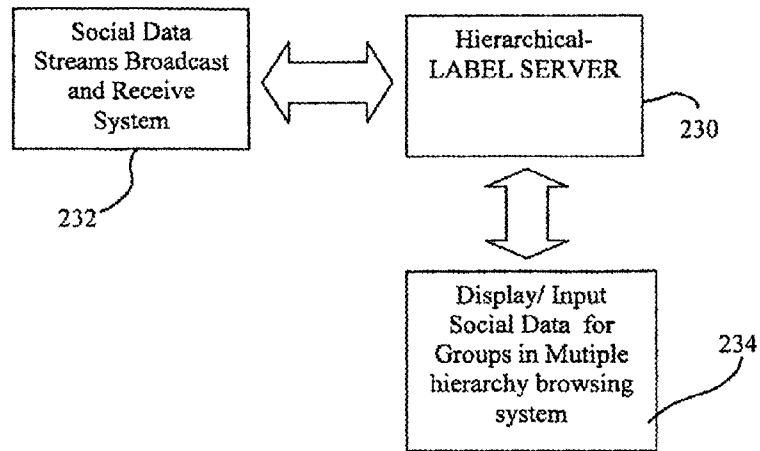 Social Data
Streams Broadcast
and Receive
System
Hierarchical-
LABEL SERVER
230
232
Display/ Input
Social Data for
Groups in Mutiple
hierarchy browsing
system
234